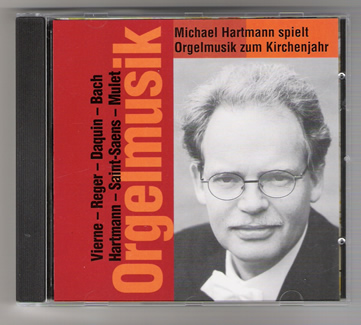 Michael Hartmann spielt
Orgelmusik zum Kirchenjahr
Vierne – Reger – Daquin – Bach
Hartmann – Saint-Saens – Mulet
Orgelmusik